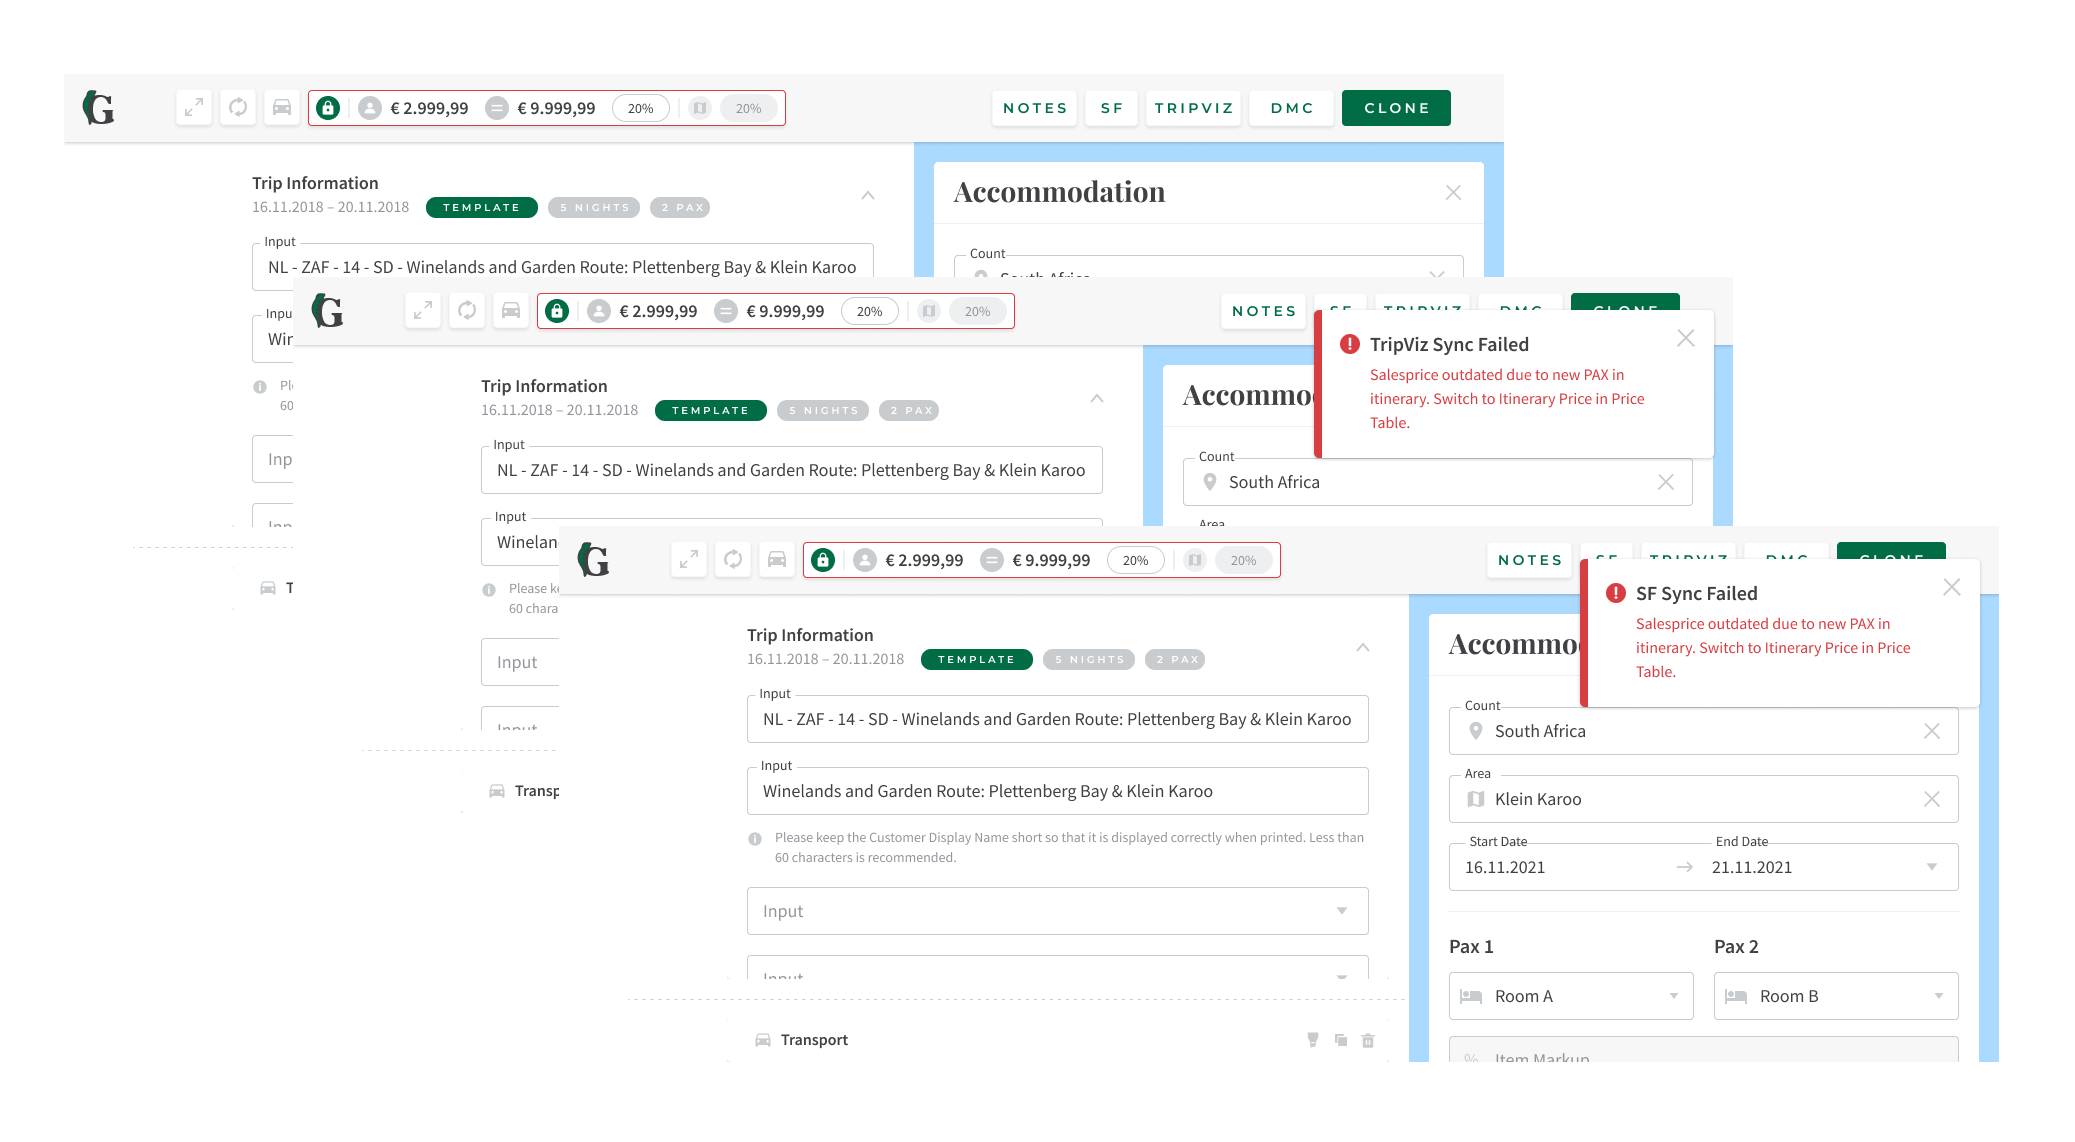 G
€ 2.999,99
€ 9.999,99
20%
20%
NOTES
SF
TRIPVIZ
DMC
CLONE
Trip Information
16.11.2018 – 20.11.2018
TEMPLATE
5 NIGHTS
2 PAX
Input
NL - ZAF - 14 - SD - Winelands and Garden Route: Plettenberg Bay & Klein Karoo
Accommodation
Count
South Africa
60
G
€ 2.999,99
€ 9.999,99
20%
20%
NOTES
SF
TRIPVIZ
DMC
CLONE
TripViz Sync Failed
Salesprice outdated due to new PAX in
itinerary. Switch to Itinerary Price in Price
Table.
Trip Information
16.11.2018 – 20.11.2018
TEMPLATE
5 NIGHTS
2 PAX
Input
NL - ZAF - 14 - SD - Winelands and Garden Route: Plettenberg Bay & Klein Karoo
Input
Winelan
Please ke
60 chara
Input
Input
Transp
Accommo
Count
South Africa
Area
G
€ 2.999,99
€ 9.999,99
20%
20%
NOTES
SF
TRIPVIZ
DMC
CLONE
SF Sync Failed
Salesprice outdated due to new PAX in
itinerary. Switch to Itinerary Price in Price
Table.
Trip Information
16.11.2018 – 20.11.2018
TEMPLATE
5 NIGHTS
2 PAX
Input
NL - ZAF - 14 - SD - Winelands and Garden Route: Plettenberg Bay & Klein Karoo
Input
Winelands and Garden Route: Plettenberg Bay & Klein Karoo
Please keep the Customer Display Name short so that it is displayed correctly when printed. Less than
60 characters is recommended.
Input
Input
Transport
Accommo
Count
South Africa
Area
Klein Karoo
Start Date
16.11.2021
End Date
21.11.2021
Pax 1
Pax 2
Room A
Room B
% Item Markup